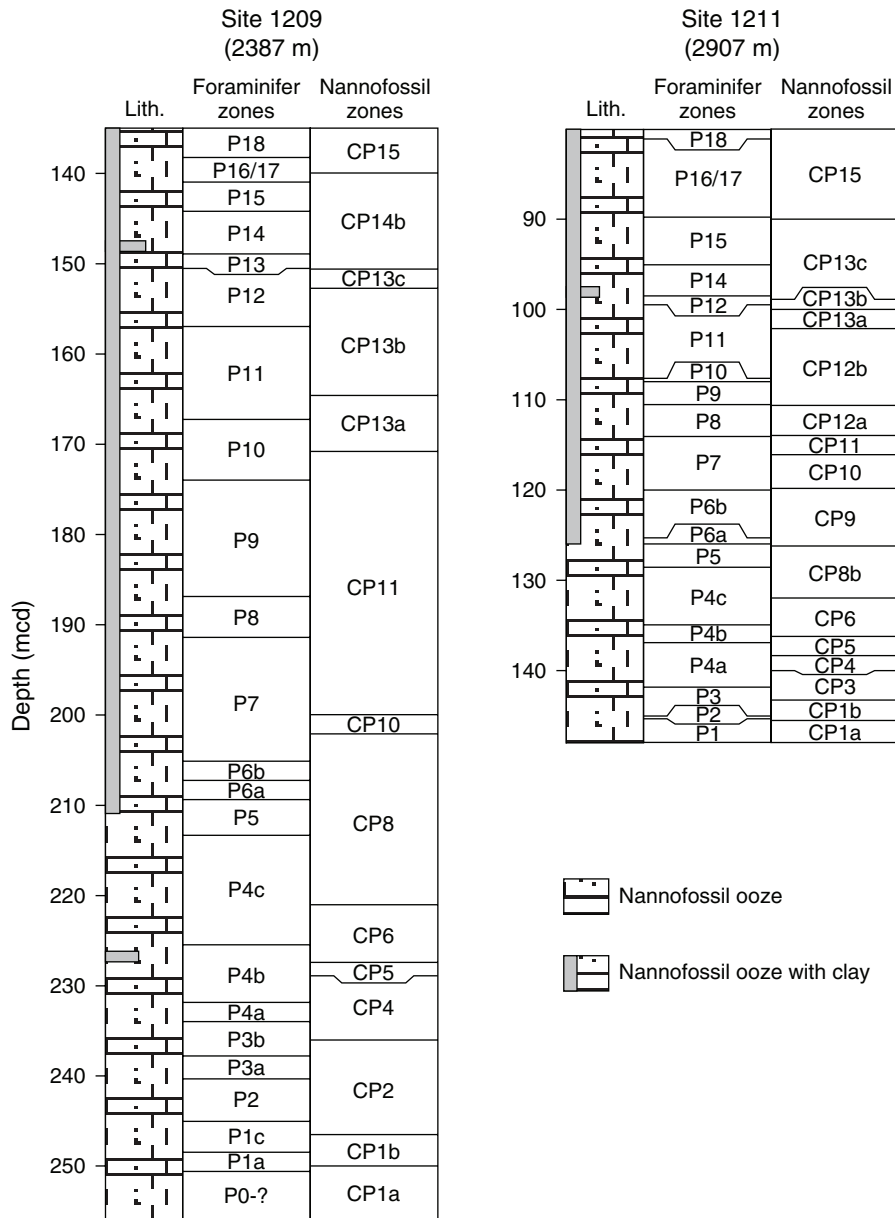 Site 1209
(2387 m)
Lith.
Foraminifer
zones
Nannofossil
zones
Depth (mcd)
140
150
160
170
180
190
200
210
220
230
240
250
P18
P16/17
P15
P14
P13
P12
P11
P10
P9
P8
P7
P6b
P6a
P5
P4c
P4b
P4a
P3b
P3a
P2
P1c
P1a
P0-?
CP15
CP14b
CP13c
CP13b
CP13a
CP11
CP10
CP8
CP6
CP5
CP4
CP2
CP1b
CP1a
Site 1211
(2907 m)
Lith.
Foraminifer
zones
Nannofossil
zones
90
100
110
120
130
140
P18
P16/17
P15
P14
P12
P11
P10
P9
P8
P7
P6b
P6a
P5
P4c
P4b
P4a
P3
P2
P1
CP15
CP13c
CP13b
CP13a
CP12b
CP12a
CP11
CP10
CP9
CP8b
CP6
CP5
CP4
CP3
CP1b
CP1a
Nannofossil ooze
Nannofossil ooze with clay